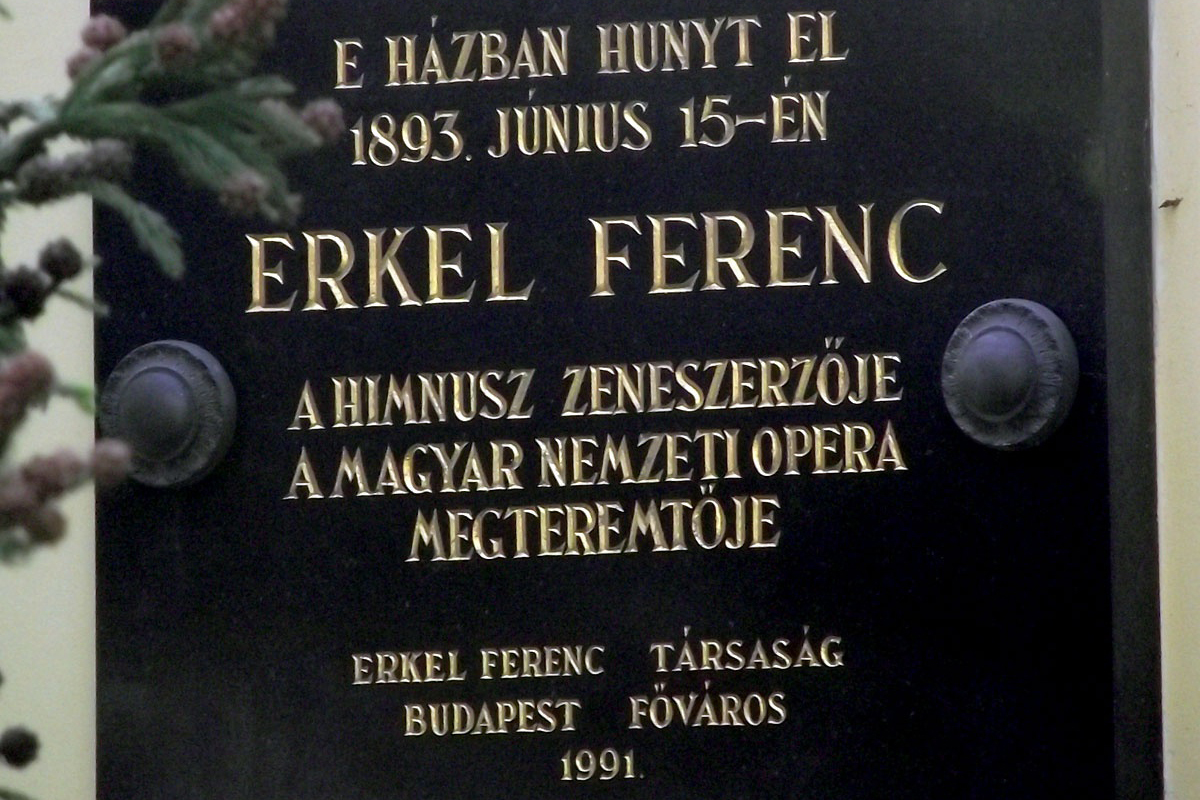 E HÁZBAN HUNYT EL
1893. JÚNIUS 15-ÉN
ERKEL FERENC
A HIMNUSZ ZENESZERZŐJE
A MAGYAR NEMZETI OPERA
MEGTEREMTŐJE
ERKEL FERENC TÁRSASÁG
BUDAPEST FŐVÁROS
1991.